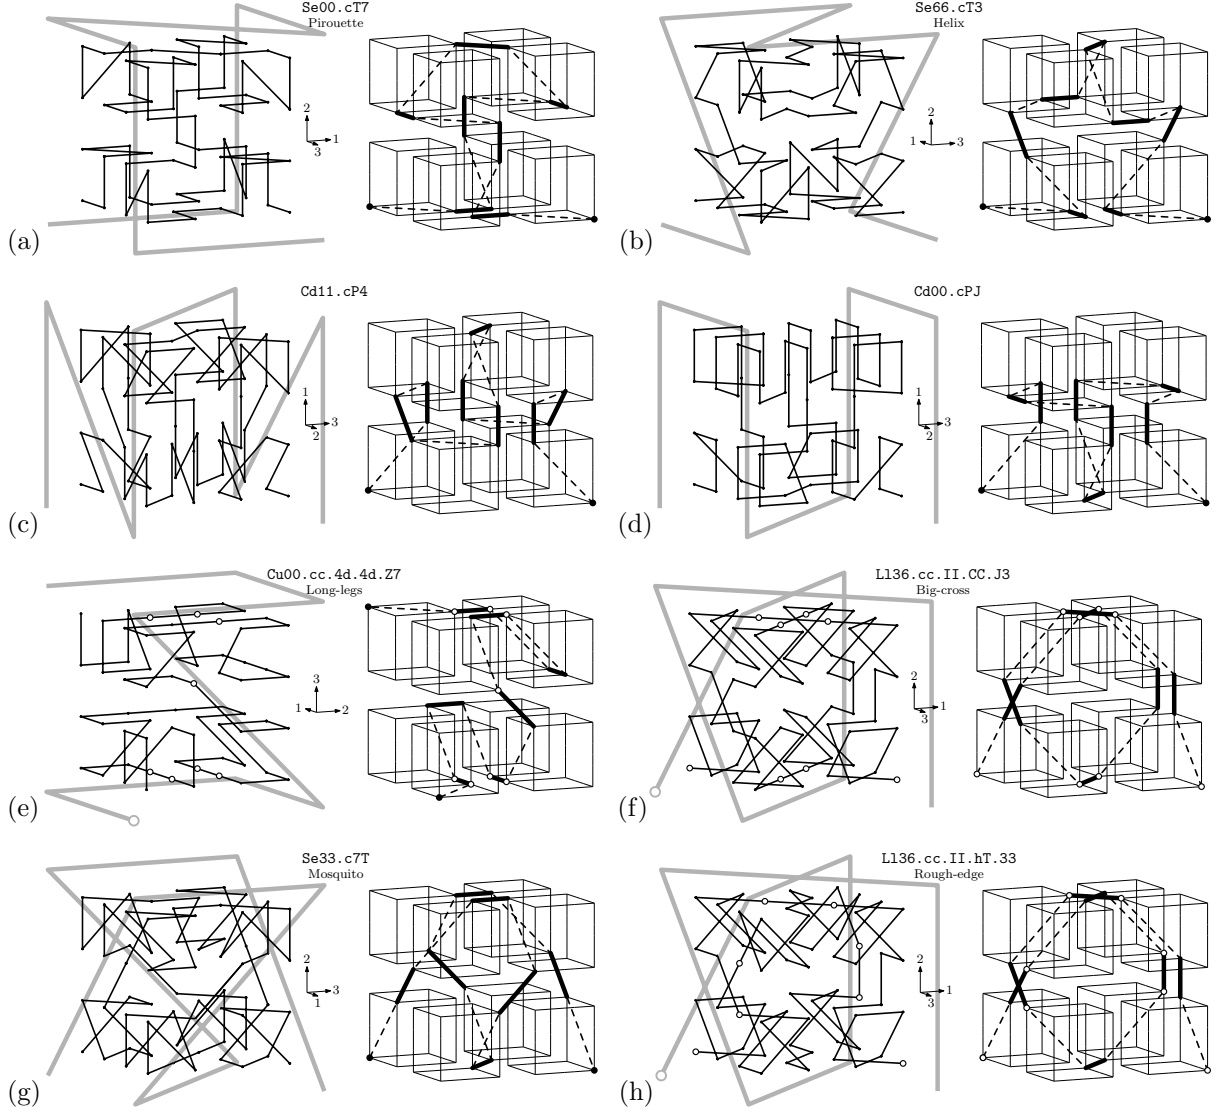 Se00.cT7
Pirouette
2
1
3
(a)
Se66.cT3
Helix
2
1
3
(b)
Cd11.cP4
1
3
2
(c)
Cd00.cPJ
1
3
2
(d)
Cu00.cc.4d.4d.Z7
Long-legs
3
1
2
(e)
Ll36.cc.II.CC.J3
Big-cross
2
1
3
(f)
Se33.c7T
Mosquito
2
3
1
(g)
Ll36.cc.II.hT.33
Rough-edge
2
1
3
(h)